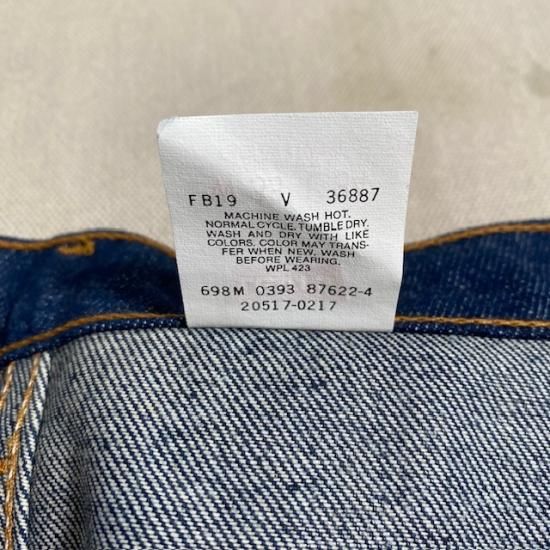 FB19 V 36887
MACHINE WASH HOT.
NORMAL CYCLE. TUMBLE DRY.
WASH AND DRY WITH LIKE
COLORS. COLOR MAY TRANS-
FER WHEN NEW. WASH
BEFORE WEARING.
WPL 423
698M 0393 87622-4
20517-0217